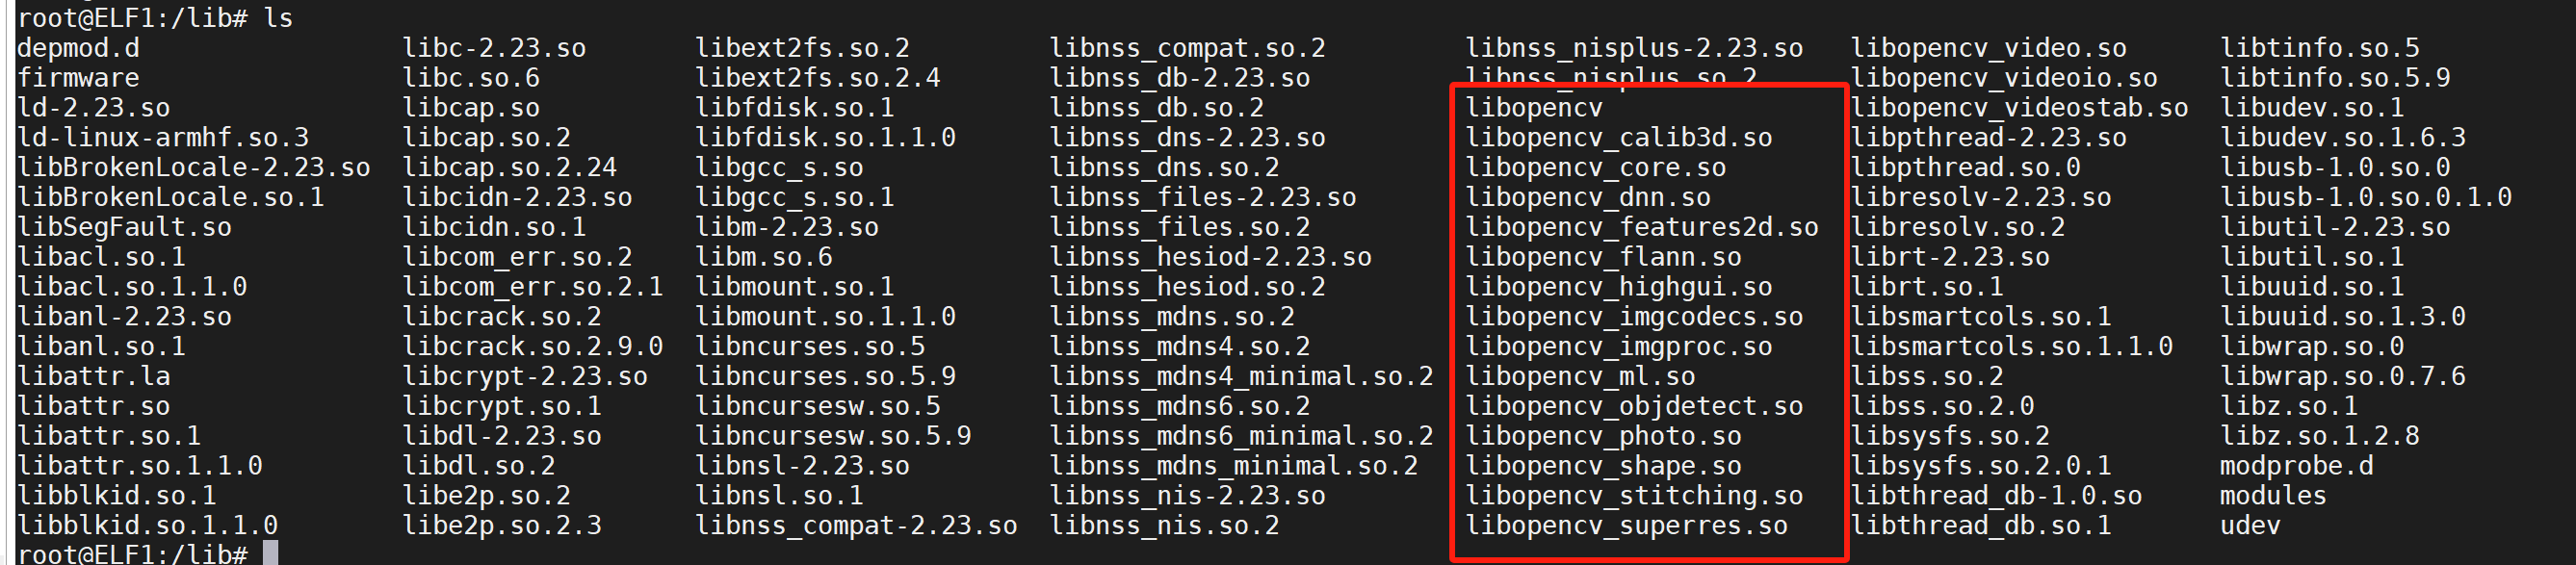 root@ELF1:/lib# ls
depmod.d libc-2.23.so libext2fs.so.2 libnss_compat.so.2 libnss_nisplus-2.23.so libopencv_video.so libtinfo.so.5
firmware libc.so.6 libext2fs.so.2.4 libnss_db-2.23.so libnss_nisplus.so.2 libopencv_videoio.so libtinfo.so.5.9
ld-2.23.so libcap.so libfdisk.so.1 libnss_db.so.2 libopencv libopencv_videostab.so libudev.so.1
ld-linux-armhf.so.3 libcap.so.2 libfdisk.so.1.1.0 libnss_dns-2.23.so libopencv_calib3d.so libpthread-2.23.so libudev.so.1.6.3
libBrokenLocale-2.23.so libcap.so.2.24 libgcc_s.so libnss_dns.so.2 libopencv_core.so libpthread.so.0 libusb-1.0.so.0
libBrokenLocale.so.1 libcidn-2.23.so libgcc_s.so.1 libnss_files-2.23.so libopencv_dnn.so libresolv-2.23.so libusb-1.0.so.0.1.0
libSegFault.so libcidn.so.1 libm-2.23.so libnss_files.so.2 libopencv_features2d.so libresolv.so.2 libutil-2.23.so
libacl.so.1 libcom_err.so.2 libm.so.6 libnss_hesiod-2.23.so libopencv_flann.so librt-2.23.so libutil.so.1
libacl.so.1.1.0 libcom_err.so.2.1 libmount.so.1 libnss_hesiod.so.2 libopencv_highgui.so librt.so.1 libuuid.so.1
libanl-2.23.so libcrack.so.2 libmount.so.1.1.0 libnss_mdns.so.2 libopencv_imgcodecs.so libsmartcols.so.1 libuuid.so.1.3.0
libanl.so.1 libcrack.so.2.9.0 libncurses.so.5 libnss_mdns4.so.2 libopencv_imgproc.so libsmartcols.so.1.1.0 libwrap.so.0
libattr.la libcrypt-2.23.so libncurses.so.5.9 libnss_mdns4_minimal.so.2 libopencv_ml.so libss.so.2 libwrap.so.0.7.6
libattr.so libcrypt.so.1 libncursesw.so.5 libnss_mdns6.so.2 libopencv_objdetect.so libss.so.2.0 libz.so.1
libattr.so.1 libdl-2.23.so libncursesw.so.5.9 libnss_mdns6_minimal.so.2 libopencv_photo.so libsysfs.so.2 libz.so.1.2.8
libattr.so.1.1.0 libdl.so.2 libnsl-2.23.so libnss_mdns_minimal.so.2 libopencv_shape.so libsysfs.so.2.0.1 modprobe.d
libblkid.so.1 libe2p.so.2 libnsl.so.1 libnss_nis-2.23.so libopencv_stitching.so libthread_db-1.0.so modules
libblkid.so.1.1.0 libe2p.so.2.3 libnss_compat-2.23.so libnss_nis.so.2 libopencv_superres.so libthread_db.so.1 udev
root@ELF1:/lib#